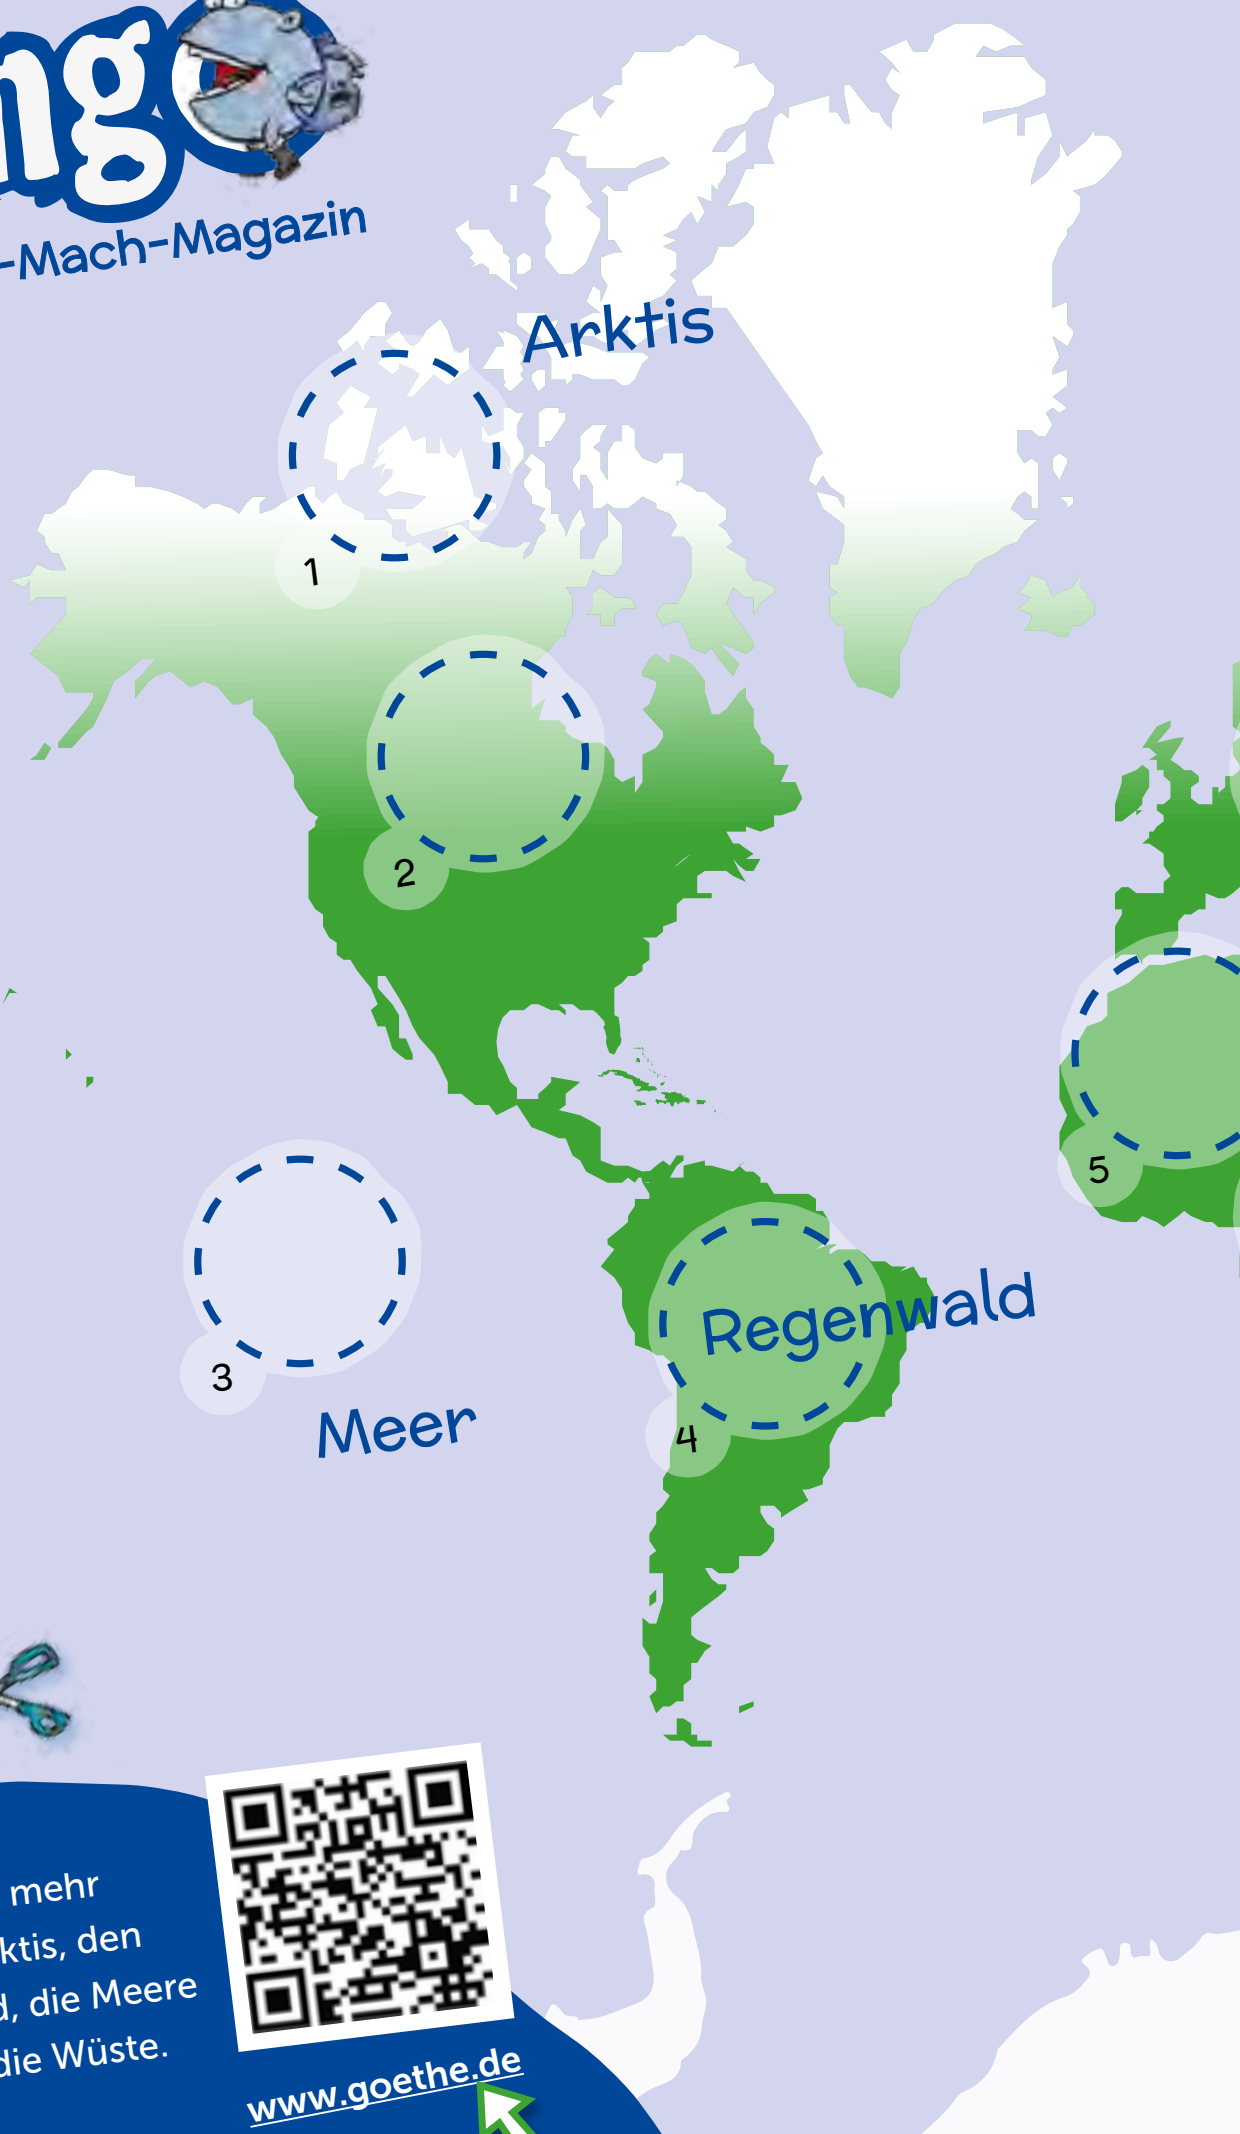 ng
-Mach-Magazin
Arktis
1
2
5
3
Regenwald
4
Meer
mehr
ktis, den
d, die Meere
die Wüste.
www.goethe.de